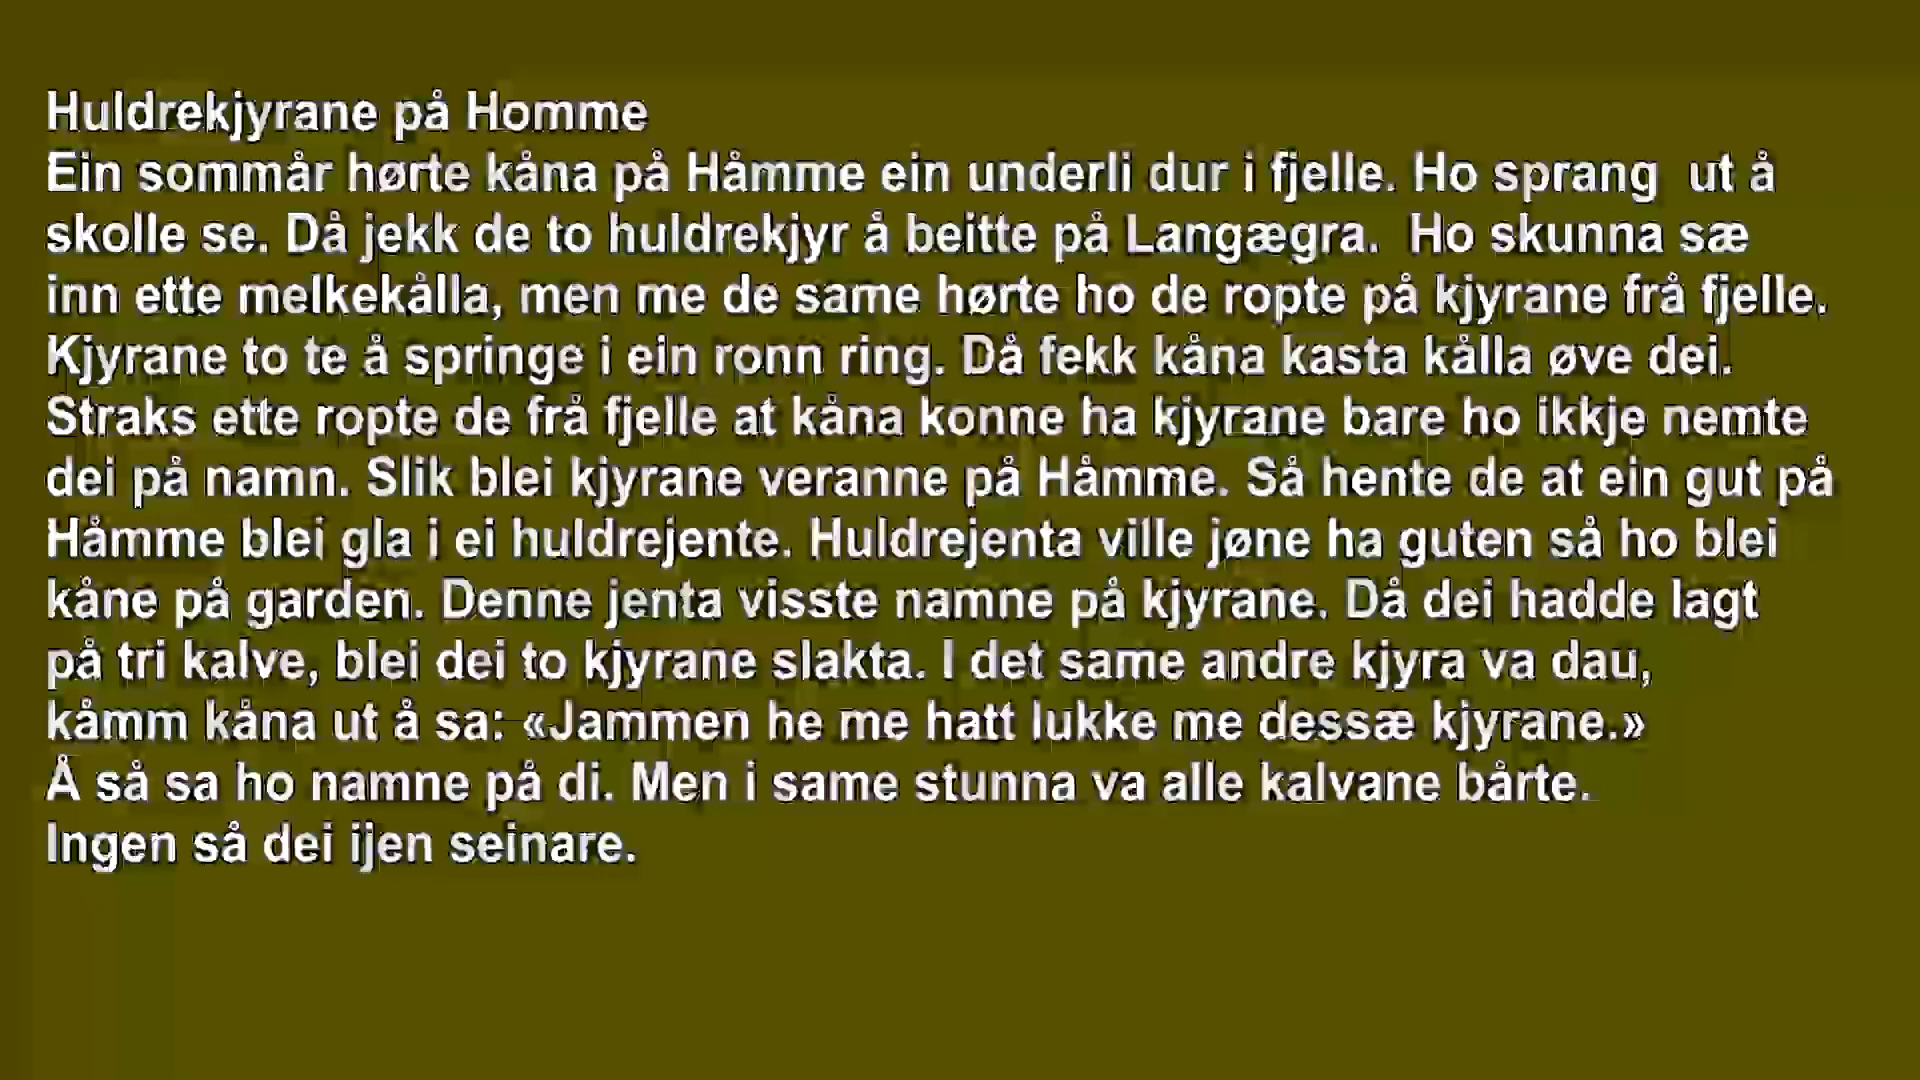 Huldrekjyrane på Homme
Ein sommår hørte kåna på Håmme ein underli dur i fjelle. Ho sprang  ut å
skolle se. Då jekk de to huldrekjyr å beitte på Langægra.  Ho skunna sæ
inn ette melkekålla, men me de same hørte ho de ropte på kjyrane frå fjelle.
Kjyrane to te å springe i ein ronn ring. Då fekk kåna kasta kålla øve dei.
Straks ette ropte de frå fjelle at kåna konne ha kjyrane bare ho ikkje nemte
dei på namn. Slik blei kjyrane veranne på Håmme. Så hente de at ein gut på
Håmme blei gla i ei huldrejente. Huldrejenta ville jøne ha guten så ho blei
kåne på garden. Denne jenta visste namne på kjyrane. Då dei hadde lagt
på tri kalve, blei dei to kjyrane slakta. I det same andre kjyra va dau,
kåmm kåna ut å sa: «Jammen he me hatt lukke me dessæ kjyrane.»
Å så sa ho namne på di. Men i same stunna va alle kalvane bårte.
Ingen så dei ijen seinare.